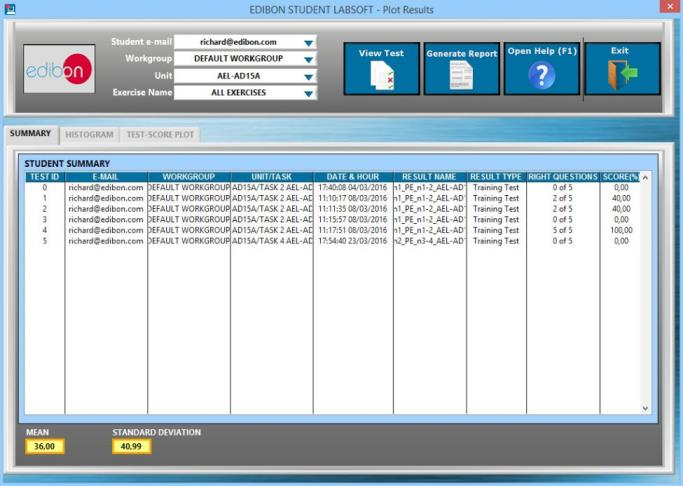 EDIBON STUDENT LABSOFT - Plot Results
edibon
Student e-mail richard@edibon.com
Workgroup DEFAULT WORKGROUP
Unit AEL-AD15A
Exercise Name ALL EXERCISES
View Test
Generate Report
Open Help (F1)
Exit
SUMMARY HISTOGRAM TEST-SCORE PLOT
STUDENT SUMMARY
TEST ID E-MAIL WORKGROUP UNIT/TASK DATE & HOUR RESULT NAME RESULT TYPE RIGHT QUESTIONS SCORE(%)
0 richard@edibon.com DEFAULT WORKGROUP AD15A/TASK 2 AEL-AD 17:40:08 04/03/2016 n1_PE_n1-2_AEL-AD1 Training Test 0 of 5 0,00
1 richard@edibon.com DEFAULT WORKGROUP AD15A/TASK 2 AEL-AD 11:10:17 08/03/2016 n1_PE_n1-2_AEL-AD1 Training Test 2 of 5 40,00
2 richard@edibon.com DEFAULT WORKGROUP AD15A/TASK 2 AEL-AD 11:11:35 08/03/2016 n1_PE_n1-2_AEL-AD1 Training Test 2 of 5 40,00
3 richard@edibon.com DEFAULT WORKGROUP AD15A/TASK 2 AEL-AD 11:15:57 08/03/2016 n1_PE_n1-2_AEL-AD1 Training Test 0 of 5 0,00
4 richard@edibon.com DEFAULT WORKGROUP AD15A/TASK 2 AEL-AD 11:17:51 08/03/2016 n1_PE_n1-2_AEL-AD1 Training Test 5 of 5 100,00
5 richard@edibon.com DEFAULT WORKGROUP AD15A/TASK 4 AEL-AD 17:54:40 23/03/2016 n2_PE_n3-4_AEL-AD1 Training Test 0 of 5 0,00
MEAN STANDARD DEVIATION
36,00 40,99